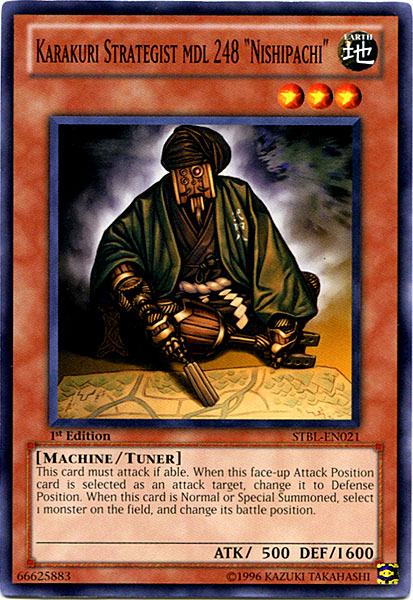 KARAKURI STRATEGIST MDL 248 "NISHIPACHI"
EARTH
地
1st Edition
STBL-EN021
[MACHINE/TUNER]
This card must attack if able. When this face-up Attack Position
card is selected as an attack target, change it to Defense
Position. When this card is Normal or Special Summoned, select
1 monster on the field, and change its battle position.
ATK/ 500 DEF/1600
66625883
©1996 KAZUKI TAKAHASHI